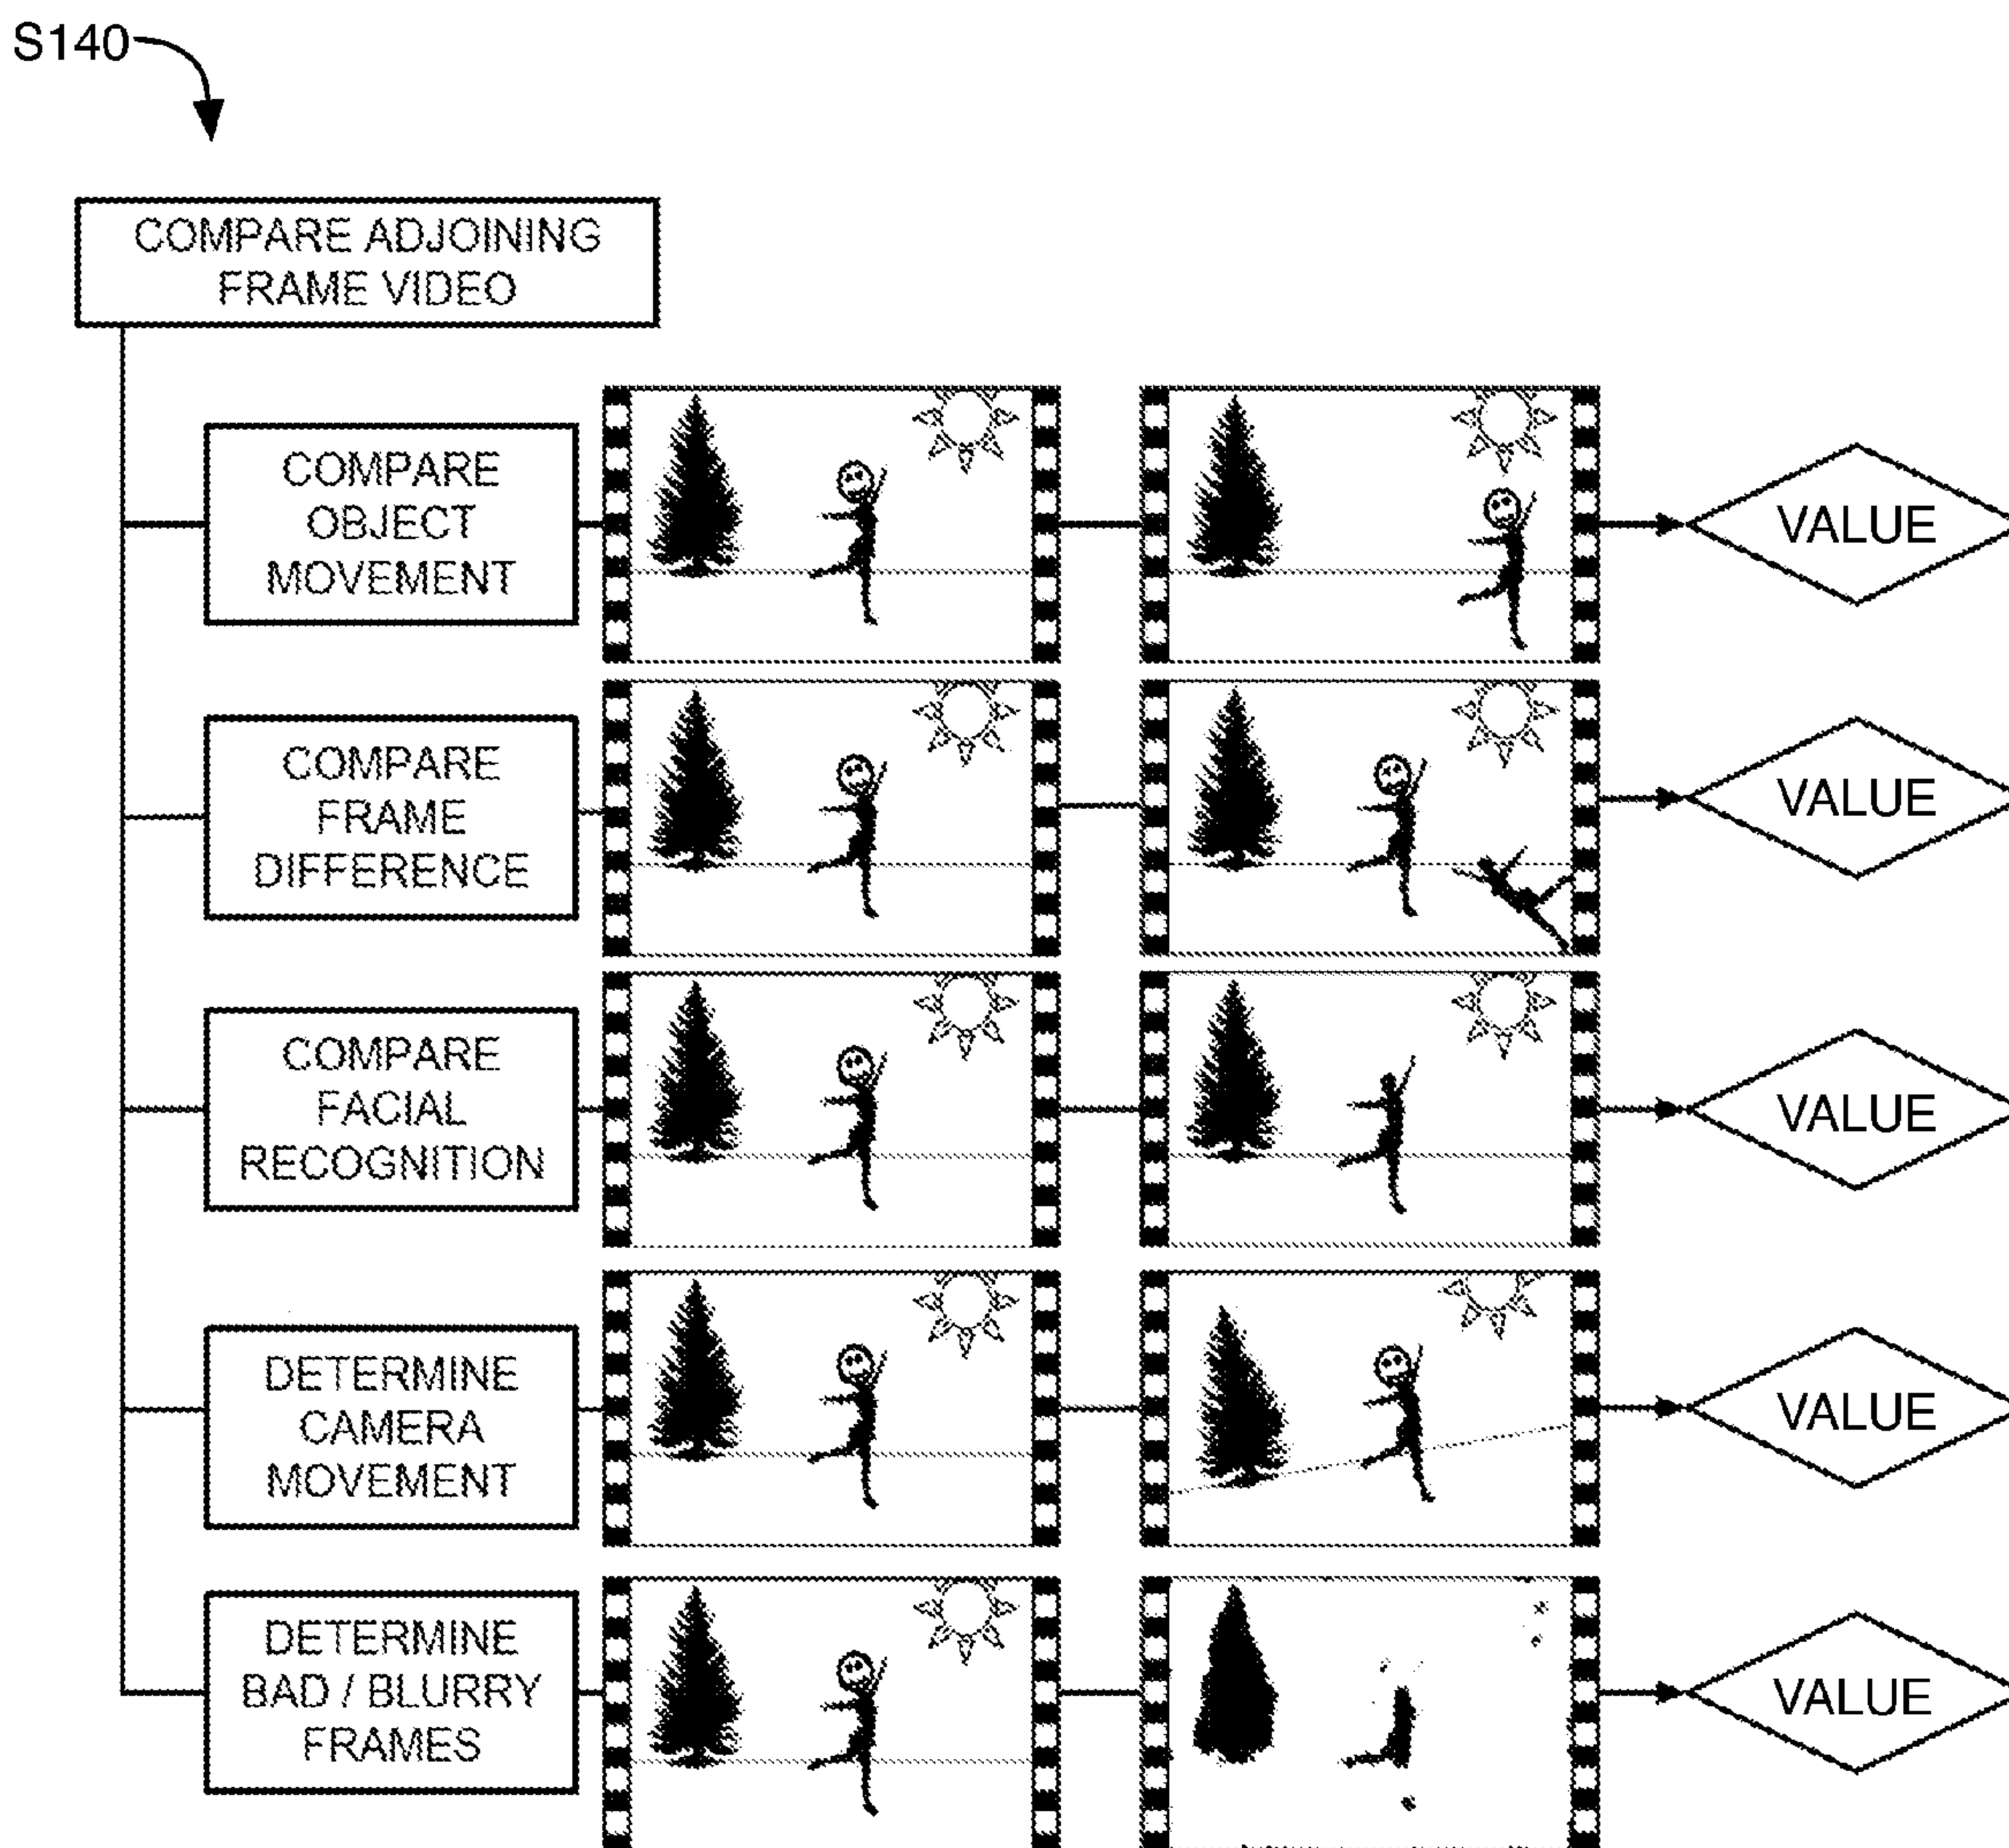 S140
COMPARE ADJOINING
FRAME VIDEO
COMPARE
OBJECT
MOVEMENT
VALUE
COMPARE
FRAME
DIFFERENCE
VALUE
COMPARE
FACIAL
RECOGNITION
VALUE
DETERMINE
CAMERA
MOVEMENT
VALUE
DETERMINE
BAD / BLURRY
FRAMES
VALUE